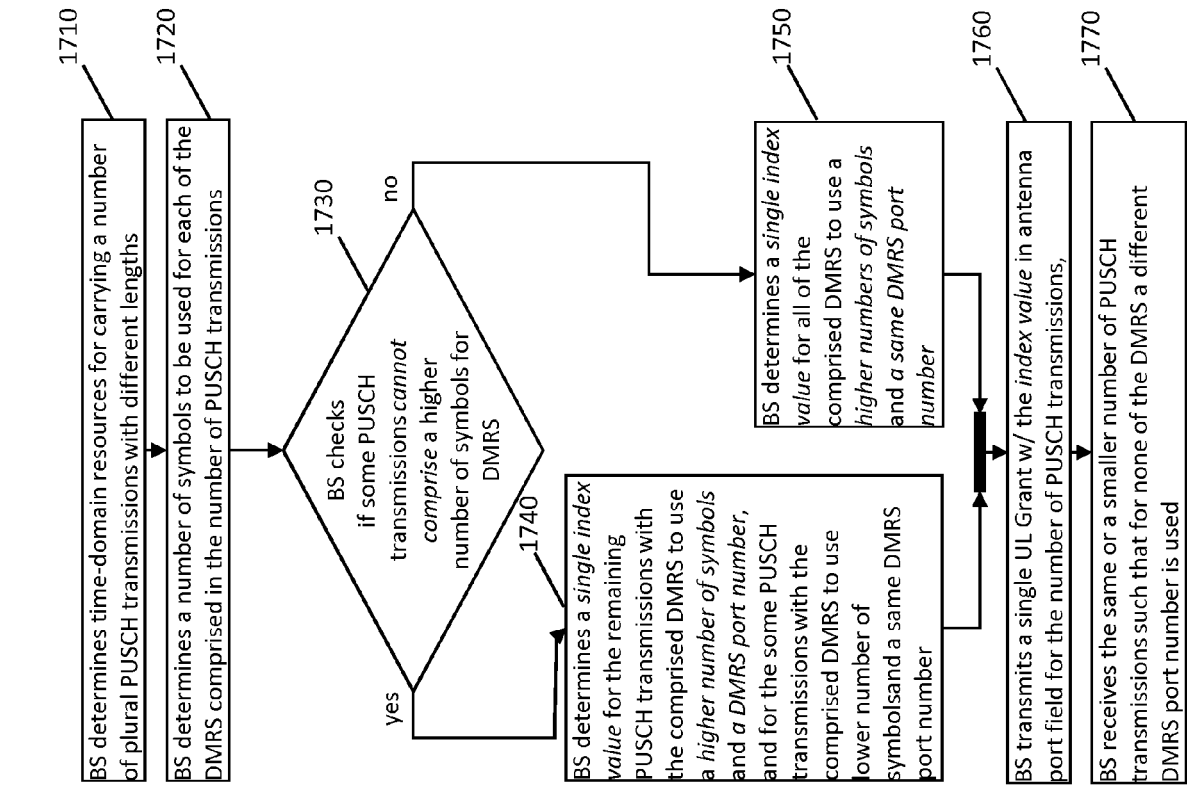 1710
BS determines time-domain resources for carrying a number
of plural PUSCH transmissions with different lengths
1720
BS determines a number of symbols to be used for each of the
DMRS comprised in the number of PUSCH transmissions
1730
BS checks
if some PUSCH
transmissions cannot
comprise a higher
number of symbols for
DMRS
yes
no
1740
BS determines a single index
value for the remaining
PUSCH transmissions with
the comprised DMRS to use
a higher number of symbols
and a DMRS port number,
and for the some PUSCH
transmissions with the
comprised DMRS to use
lower number of
symbolsand a same DMRS
port number
1750
BS determines a single index
value for all of the
comprised DMRS to use a
higher numbers of symbols
and a same DMRS port
number
1760
BS transmits a single UL Grant w/ the index value in antenna
port field for the number of PUSCH transmissions,
1770
BS receives the same or a smaller number of PUSCH
transmissions such that for none of the DMRS a different
DMRS port number is used